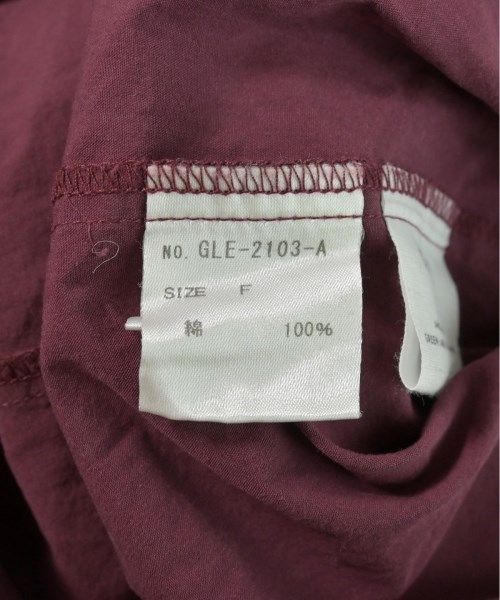 NO. GLE-2103-A
SIZE F
綿 100%